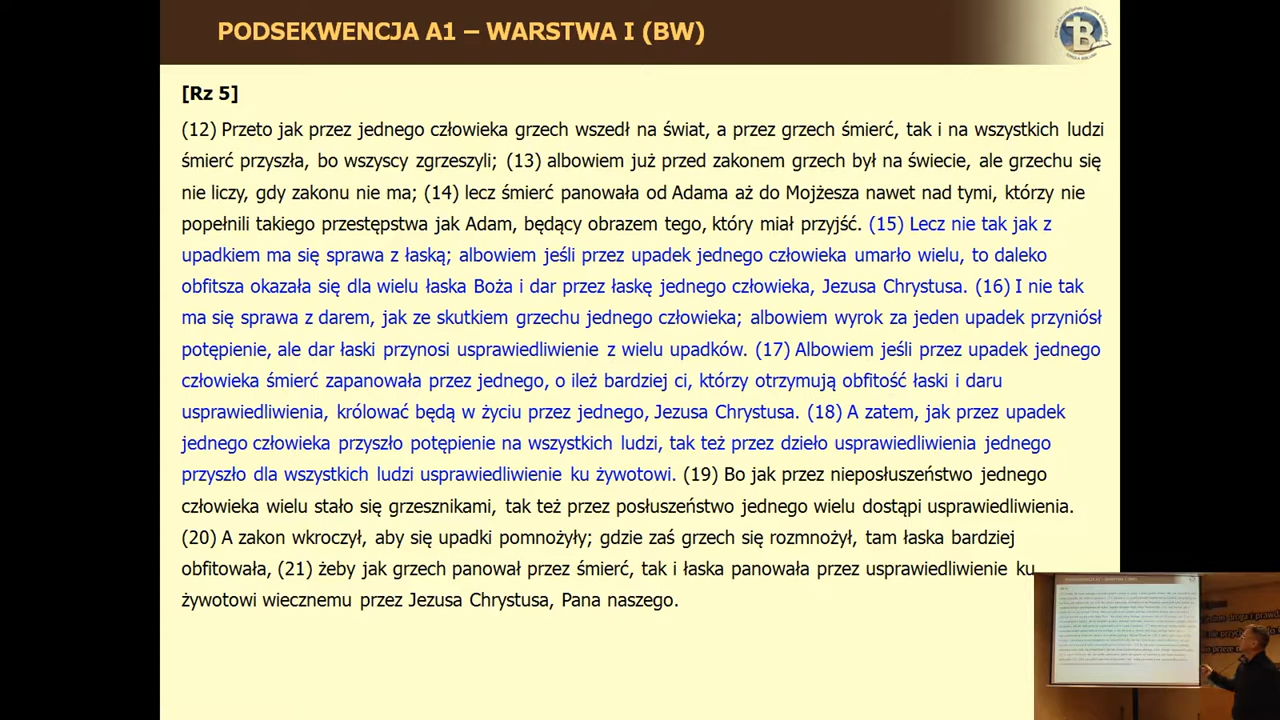 PODSEKWENCJA A1 – WARSTWA I (BW)
[Rz 5]
(12) Przeto jak przez jednego człowieka grzech wszedł na świat, a przez grzech śmierć, tak i na wszystkich ludzi
śmierć przyszła, bo wszyscy zgrzeszyli; (13) albowiem już przed zakonem grzech był na świecie, ale grzechu się
nie liczy, gdy zakonu nie ma; (14) lecz śmierć panowała od Adama aż do Mojżesza nawet nad tymi, którzy nie
popełnili takiego przestępstwa jak Adam, będący obrazem tego, który miał przyjść. (15) Lecz nie tak jak z
upadkiem ma się sprawa z łaską; albowiem jeśli przez upadek jednego człowieka umarło wielu, to daleko
obfitsza okazała się dla wielu łaska Boża i dar przez łaskę jednego człowieka, Jezusa Chrystusa. (16) I nie tak
ma się sprawa z darem, jak ze skutkiem grzechu jednego człowieka; albowiem wyrok za jeden upadek przyniósł
potępienie, ale dar łaski przynosi usprawiedliwienie z wielu upadków. (17) Albowiem jeśli przez upadek jednego
człowieka śmierć zapanowała przez jednego, o ileż bardziej ci, którzy otrzymują obfitość łaski i daru
usprawiedliwienia, królować będą w życiu przez jednego, Jezusa Chrystusa. (18) A zatem, jak przez upadek
jednego człowieka przyszło potępienie na wszystkich ludzi, tak też przez dzieło usprawiedliwienia jednego
przyszło dla wszystkich ludzi usprawiedliwienie ku żywotowi. (19) Bo jak przez nieposłuszeństwo jednego
człowieka wielu stało się grzesznikami, tak też przez posłuszeństwo jednego wielu dostąpi usprawiedliwienia.
(20) A zakon wkroczył, aby się upadki pomnożyły; gdzie zaś grzech się rozmnożył, tam łaska bardziej
obfitowała, (21) żeby jak grzech panował przez śmierć, tak i łaska panowała przez usprawiedliwienie ku
żywotowi wiecznemu przez Jezusa Chrystusa, Pana naszego.